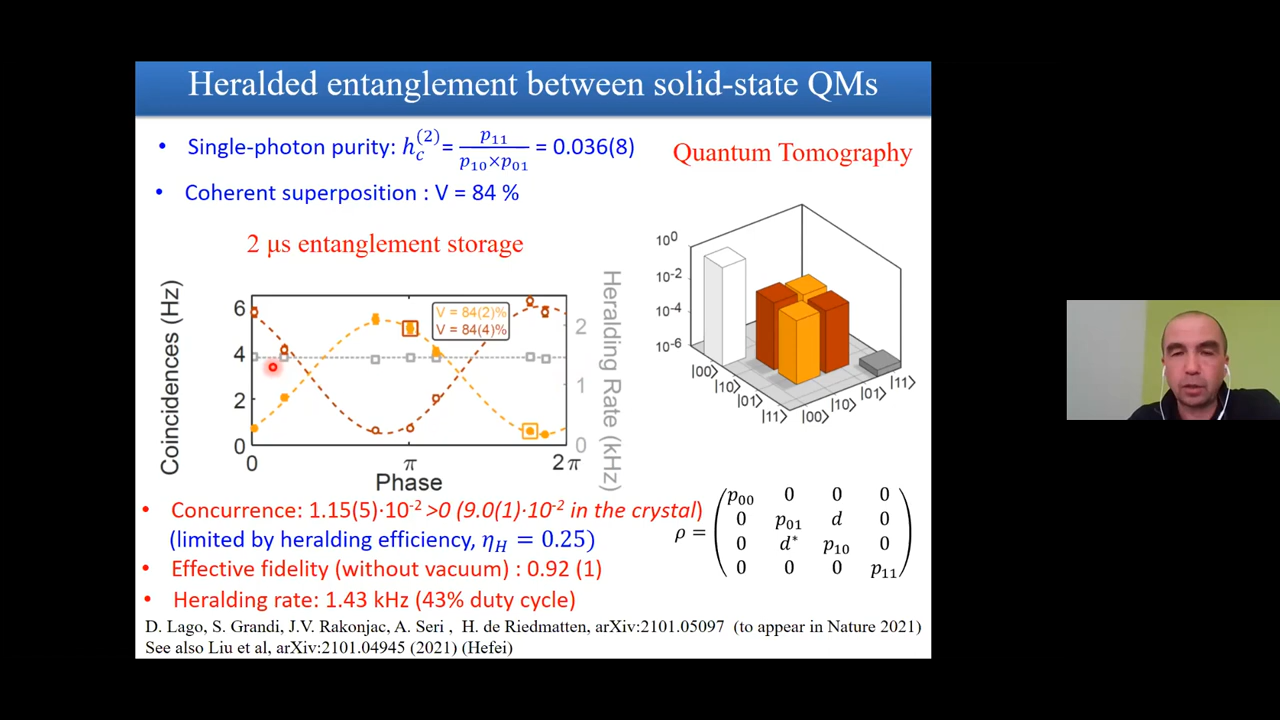 Heralded entanglement between solid-state QMs
• Single-photon purity: h_c^(2) = p₁₁ / (p₁₀×p₀₁) = 0.036(8)
• Coherent superposition : V = 84 %
Quantum Tomography
2 μs entanglement storage
Coincidences (Hz)
6
4
2
0
V = 84(2)%
V = 84(4)%
2
1
0
Heralding Rate (kHz)
0
π
2π
Phase
10⁰
10⁻²
10⁻⁴
10⁻⁶
|00⟩
|10⟩
|01⟩
|11⟩
|00⟩
|10⟩
|01⟩
|11⟩
• Concurrence: 1.15(5)·10⁻² >0 (9.0(1)·10⁻² in the crystal)
(limited by heralding efficiency, η_H = 0.25)
• Effective fidelity (without vacuum) : 0.92 (1)
• Heralding rate: 1.43 kHz (43% duty cycle)
ρ =
p₀₀ 0 0 0
0 p₀₁ d 0
0 d* p₁₀ 0
0 0 0 p₁₁
D. Lago, S. Grandi, J.V. Rakonjac, A. Seri , H. de Riedmatten, arXiv:2101.05097 (to appear in Nature 2021)
See also Liu et al, arXiv:2101.04945 (2021) (Hefei)